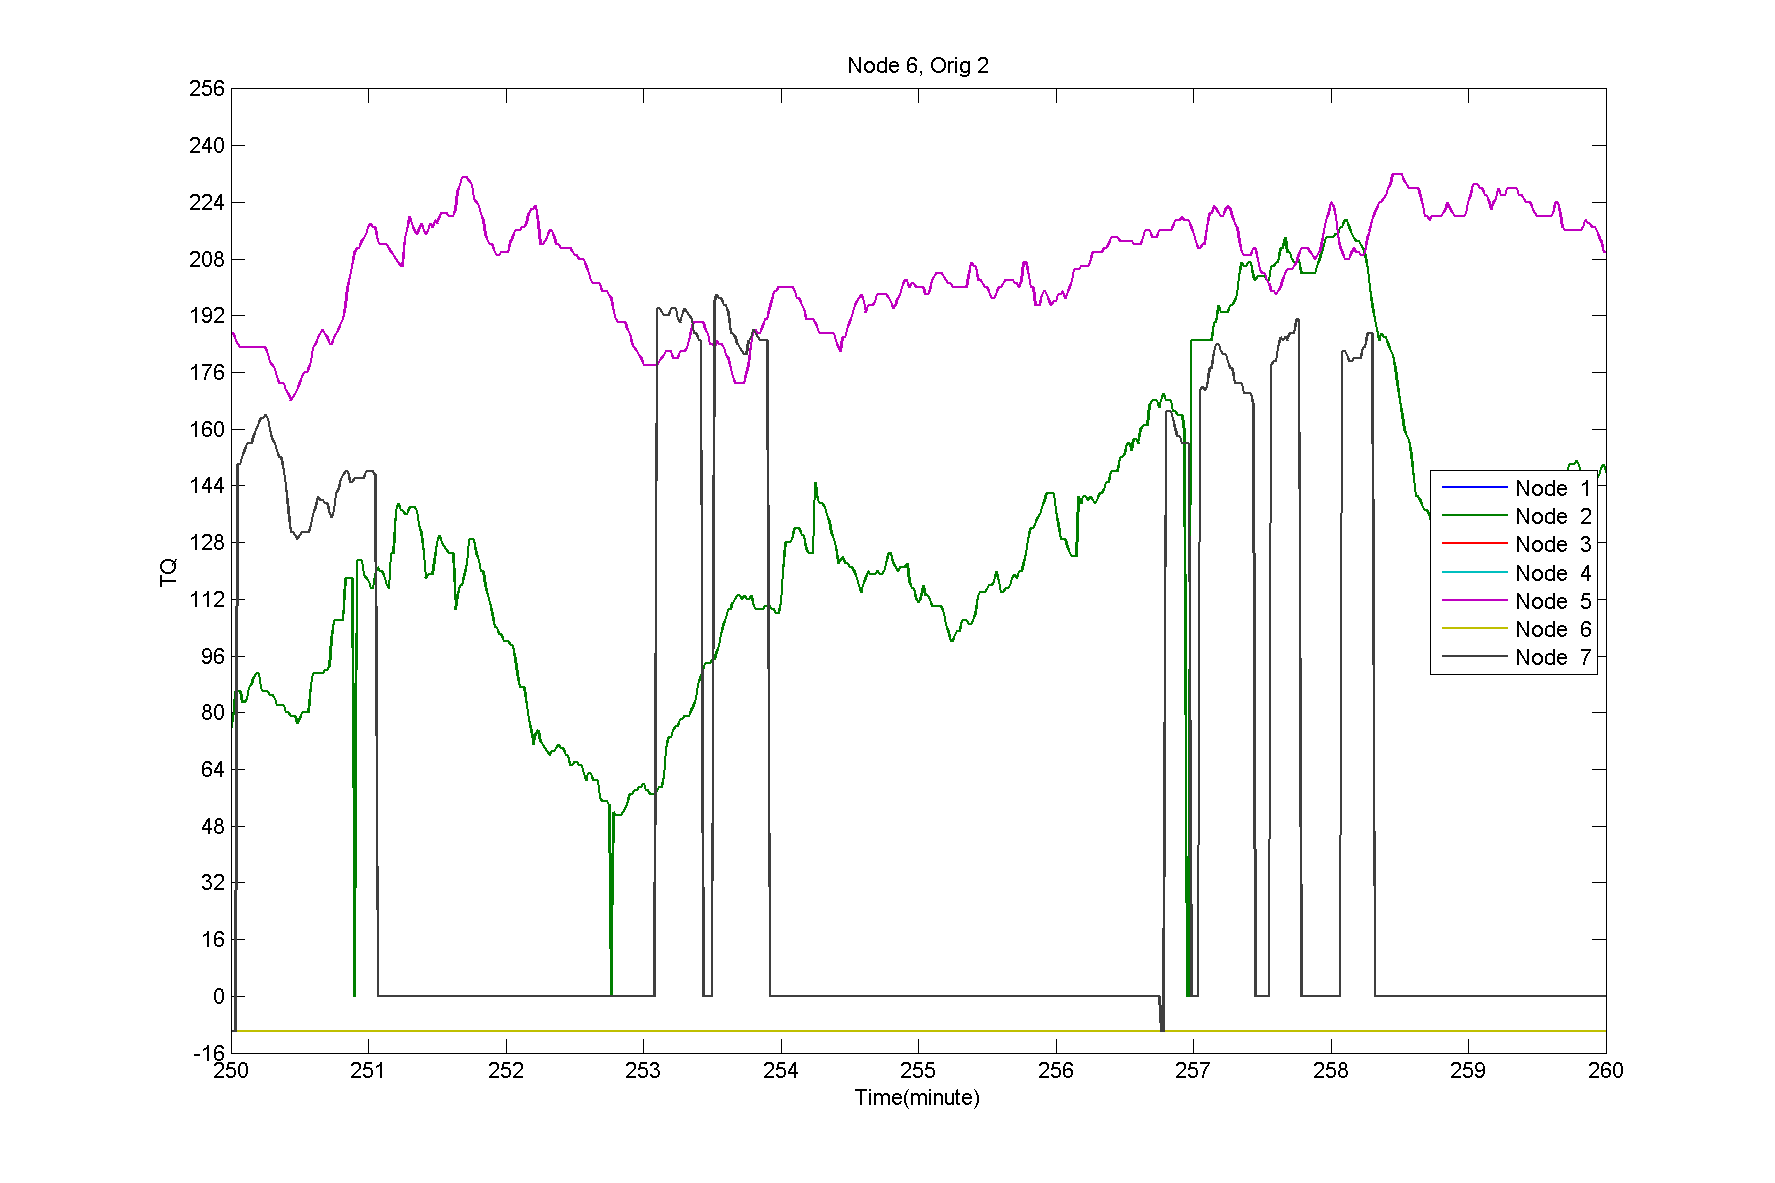 Node 6, Orig 2
256
240
224
208
192
176
160
144
128
112
96
80
64
48
32
16
0
-16
TQ
Node 1
Node 2
Node 3
Node 4
Node 5
Node 6
Node 7
250 251 252 253 254 255 256 257 258 259 260
Time(minute)